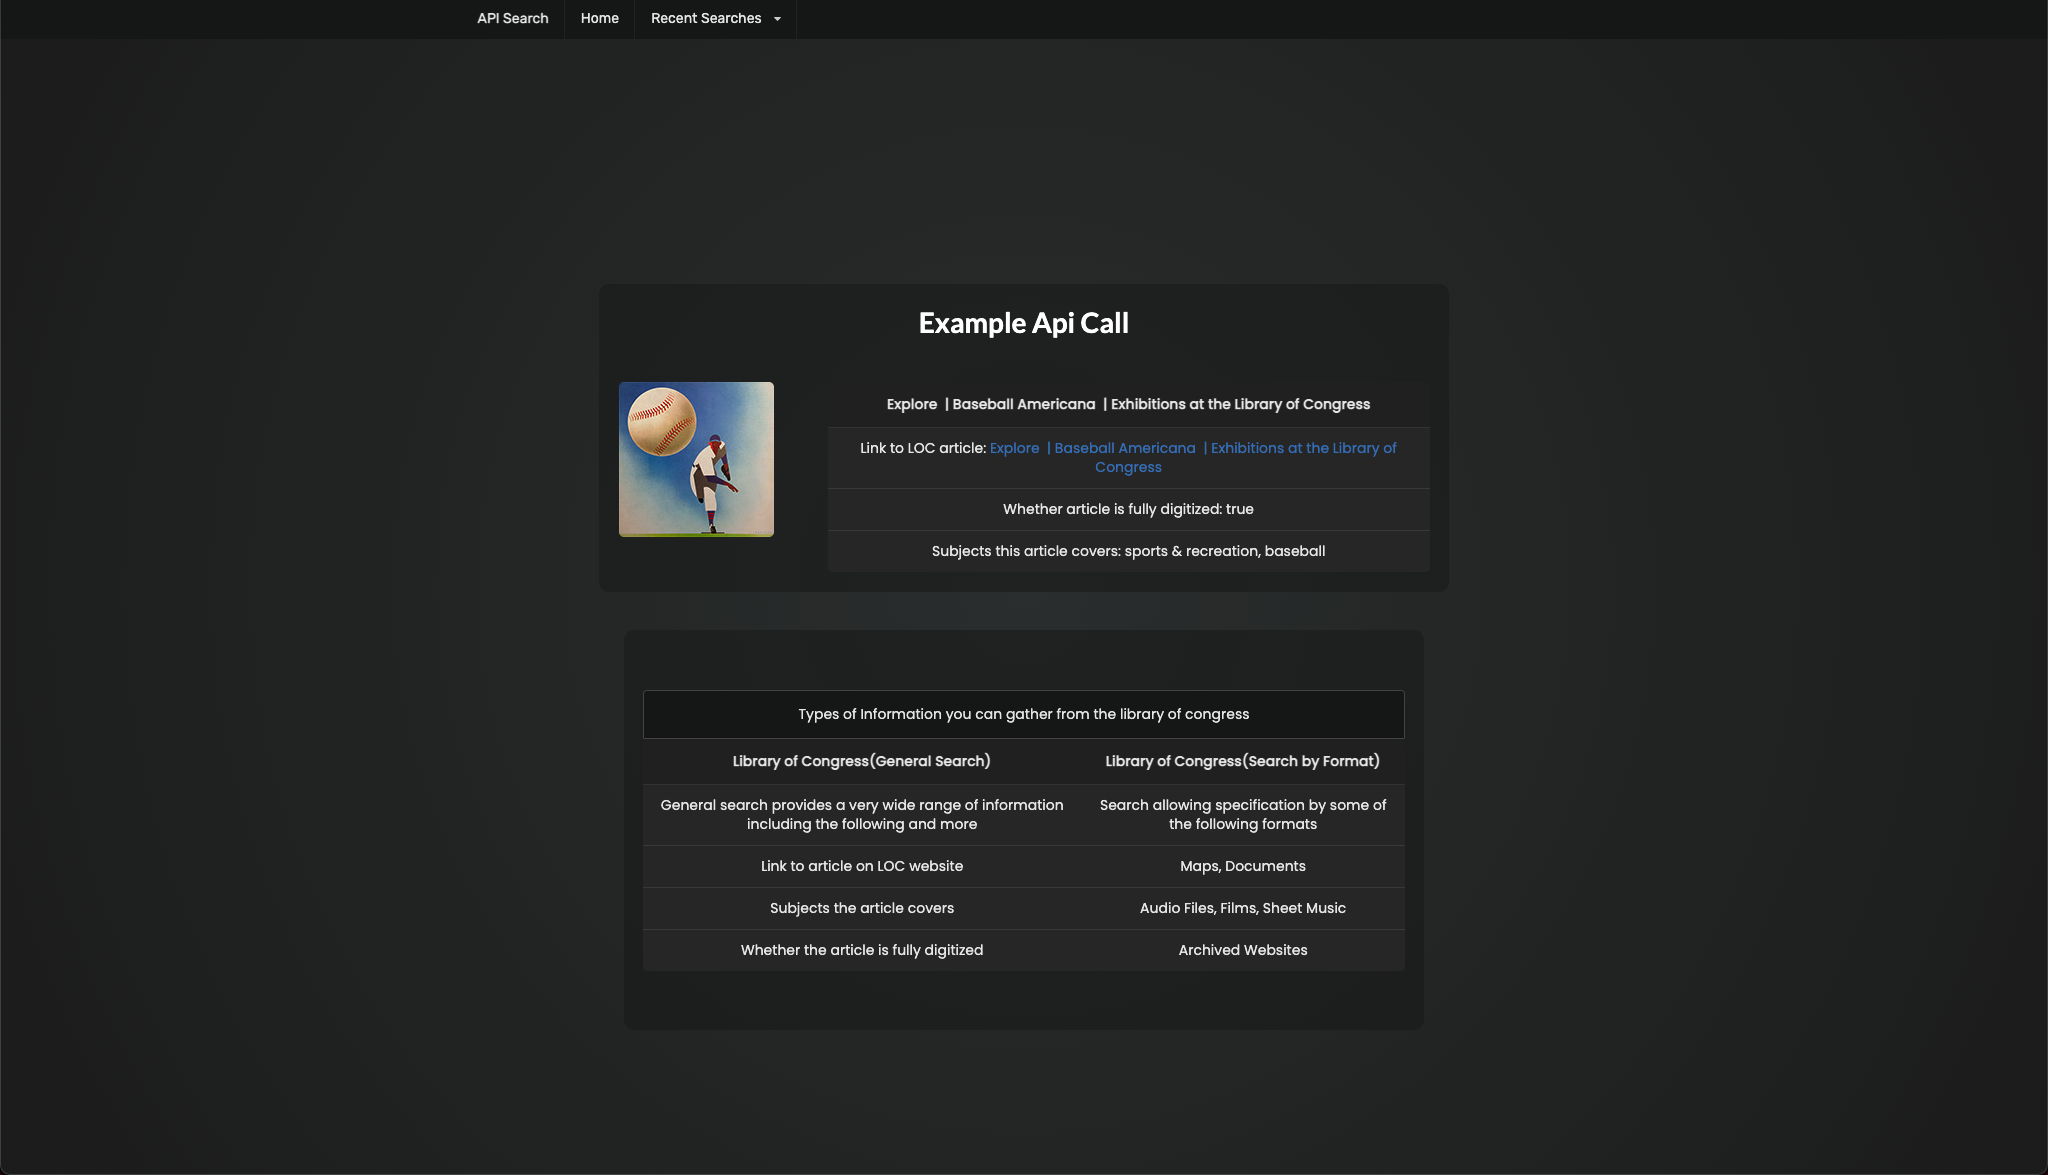 API Search
Home
Recent Searches
Example Api Call
Explore | Baseball Americana | Exhibitions at the Library of Congress
Link to LOC article: Explore | Baseball Americana | Exhibitions at the Library of
Congress
Whether article is fully digitized: true
Subjects this article covers: sports & recreation, baseball
Types of Information you can gather from the library of congress
Library of Congress(General Search)
Library of Congress(Search by Format)
General search provides a very wide range of information
including the following and more
Search allowing specification by some of
the following formats
Link to article on LOC website
Maps, Documents
Subjects the article covers
Audio Files, Films, Sheet Music
Whether the article is fully digitized
Archived Websites